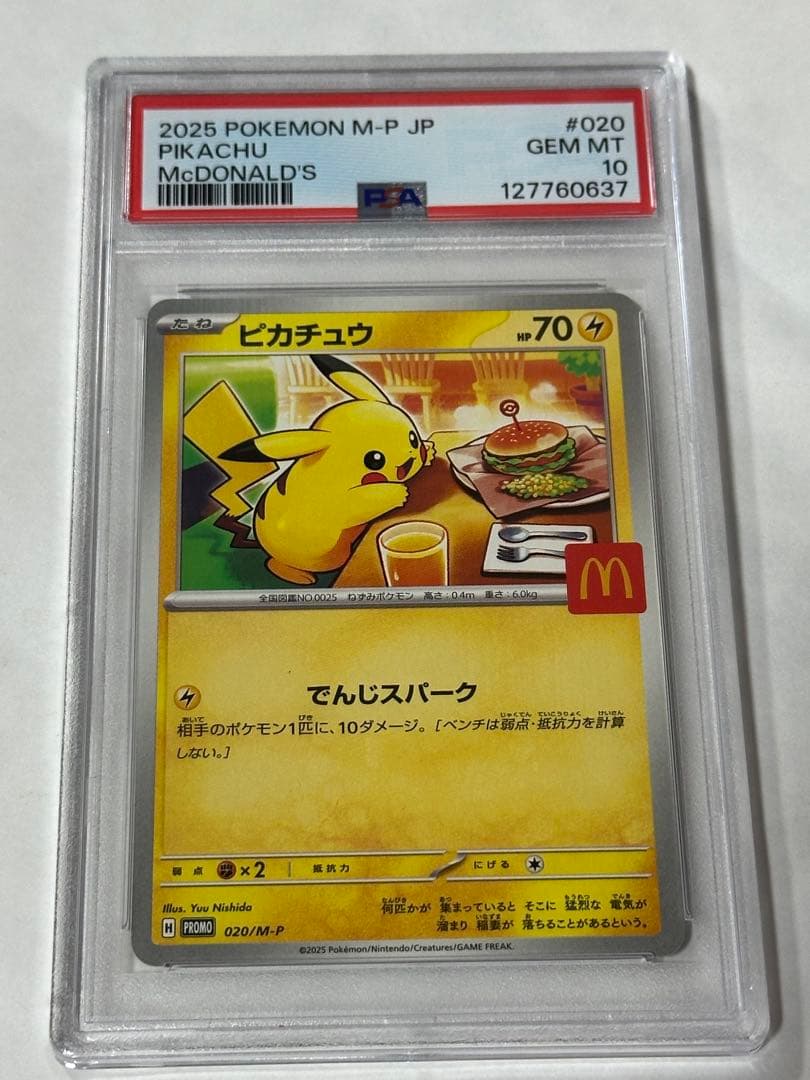 2025 POKEMON M-P JP #020
PIKACHU GEM MT
McDONALD'S 10
PSA 127760637
たね ピカチュウ HP70
全国図鑑NO.0025 ねずみポケモン 高さ:0.4m 重さ:6.0kg
M
でんじスパーク
相手のポケモン1匹に、10ダメージ。[ベンチは弱点・抵抗力を計算
しない。]
弱点 ×2 抵抗力 にげる
Illus. Yuu Nishida
何匹かが 集まっていると そこに 猛烈な 電気が
溜まり 稲妻が 落ちることがあるという。
H PROMO 020/M-P
©2025 Pokémon/Nintendo/Creatures/GAME FREAK.